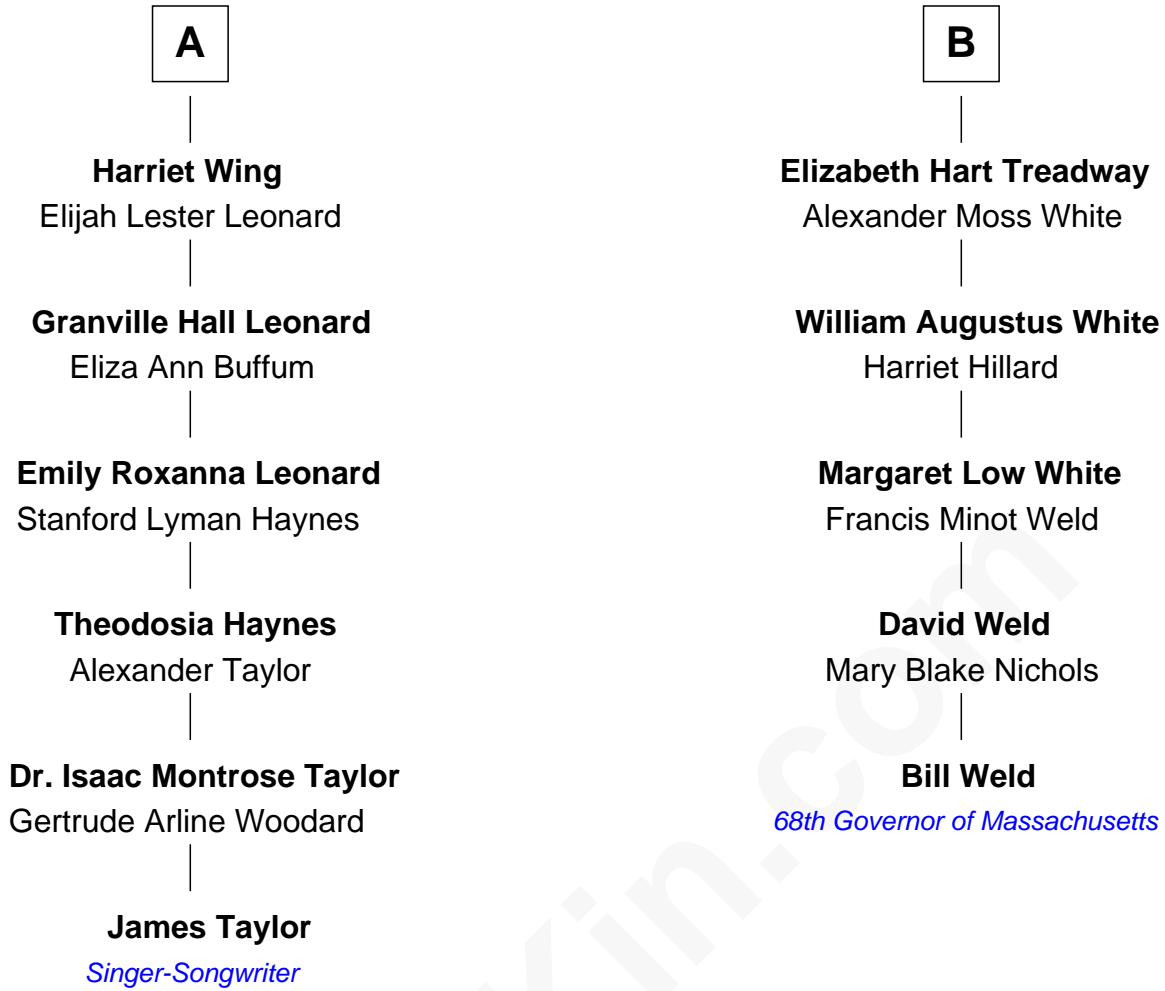 A
Harriet Wing
Elijah Lester Leonard
Granville Hall Leonard
Eliza Ann Buffum
Emily Roxanna Leonard
Stanford Lyman Haynes
Theodosia Haynes
Alexander Taylor
Dr. Isaac Montrose Taylor
Gertrude Arline Woodard
James Taylor
Singer-Songwriter
B
Elizabeth Hart Treadway
Alexander Moss White
William Augustus White
Harriet Hillard
Margaret Low White
Francis Minot Weld
David Weld
Mary Blake Nichols
Bill Weld
68th Governor of Massachusetts
Kin.com